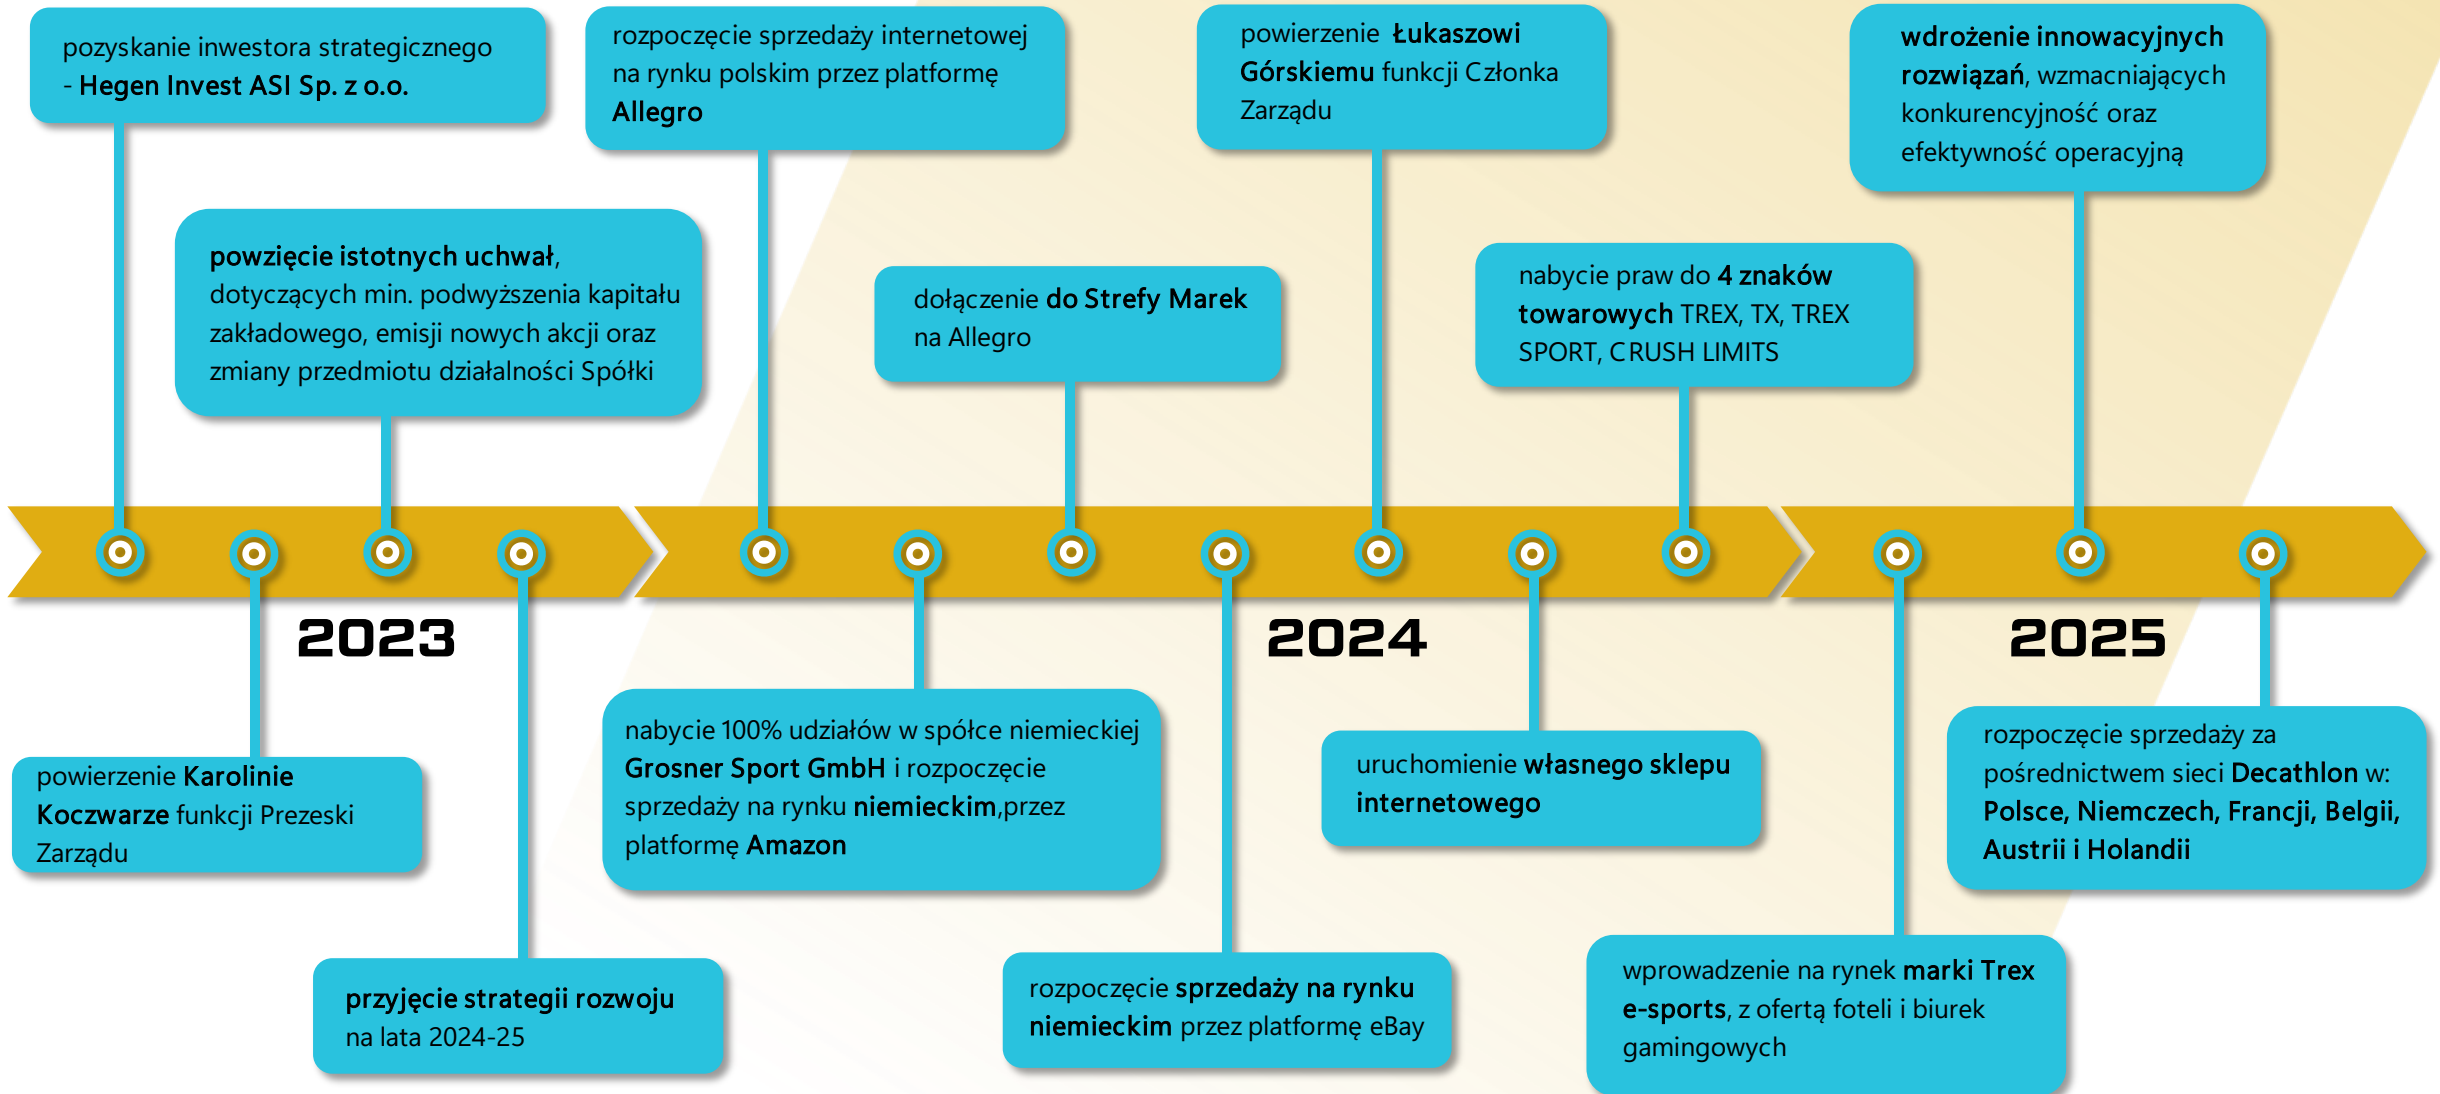 pozyskanie inwestora strategicznego
- Hegen Invest ASI Sp. z o.o.
rozpoczęcie sprzedaży internetowej
na rynku polskim przez platformę
Allegro
powierzenie Łukaszowi
Górskiemu funkcji Członka
Zarządu
wdrożenie innowacyjnych
rozwiązań, wzmacniających
konkurencyjność oraz
efektywność operacyjną
powzięcie istotnych uchwał,
dotyczących min. podwyższenia kapitału
zakładowego, emisji nowych akcji oraz
zmiany przedmiotu działalności Spółki
dołączenie do Strefy Marek
na Allegro
nabycie praw do 4 znaków
towarowych TREX, TX, TREX
SPORT, CRUSH LIMITS
2023
2024
2025
powierzenie Karolinie
Koczwarze funkcji Prezeski
Zarządu
nabycie 100% udziałów w spółce niemieckiej
Grosner Sport GmbH i rozpoczęcie
sprzedaży na rynku niemieckim,przez
platformę Amazon
uruchomienie własnego sklepu
internetowego
rozpoczęcie sprzedaży za
pośrednictwem sieci Decathlon w:
Polsce, Niemczech, Francji, Belgii,
Austrii i Holandii
przyjęcie strategii rozwoju
na lata 2024-25
rozpoczęcie sprzedaży na rynku
niemieckim przez platformę eBay
wprowadzenie na rynek marki Trex
e-sports, z ofertą foteli i biurek
gamingowych